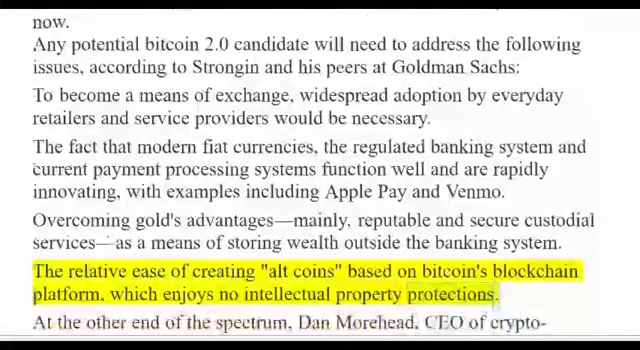 now.
Any potential bitcoin 2.0 candidate will need to address the following
issues, according to Strongin and his peers at Goldman Sachs:
To become a means of exchange, widespread adoption by everyday
retailers and service providers would be necessary.
The fact that modern fiat currencies, the regulated banking system and
current payment processing systems function well and are rapidly
innovating, with examples including Apple Pay and Venmo.
Overcoming gold's advantages—mainly, reputable and secure custodial
services—as a means of storing wealth outside the banking system.
The relative ease of creating "alt coins" based on bitcoin's blockchain
platform, which enjoys no intellectual property protections.
At the other end of the spectrum, Dan Morehead, CEO of crypto-